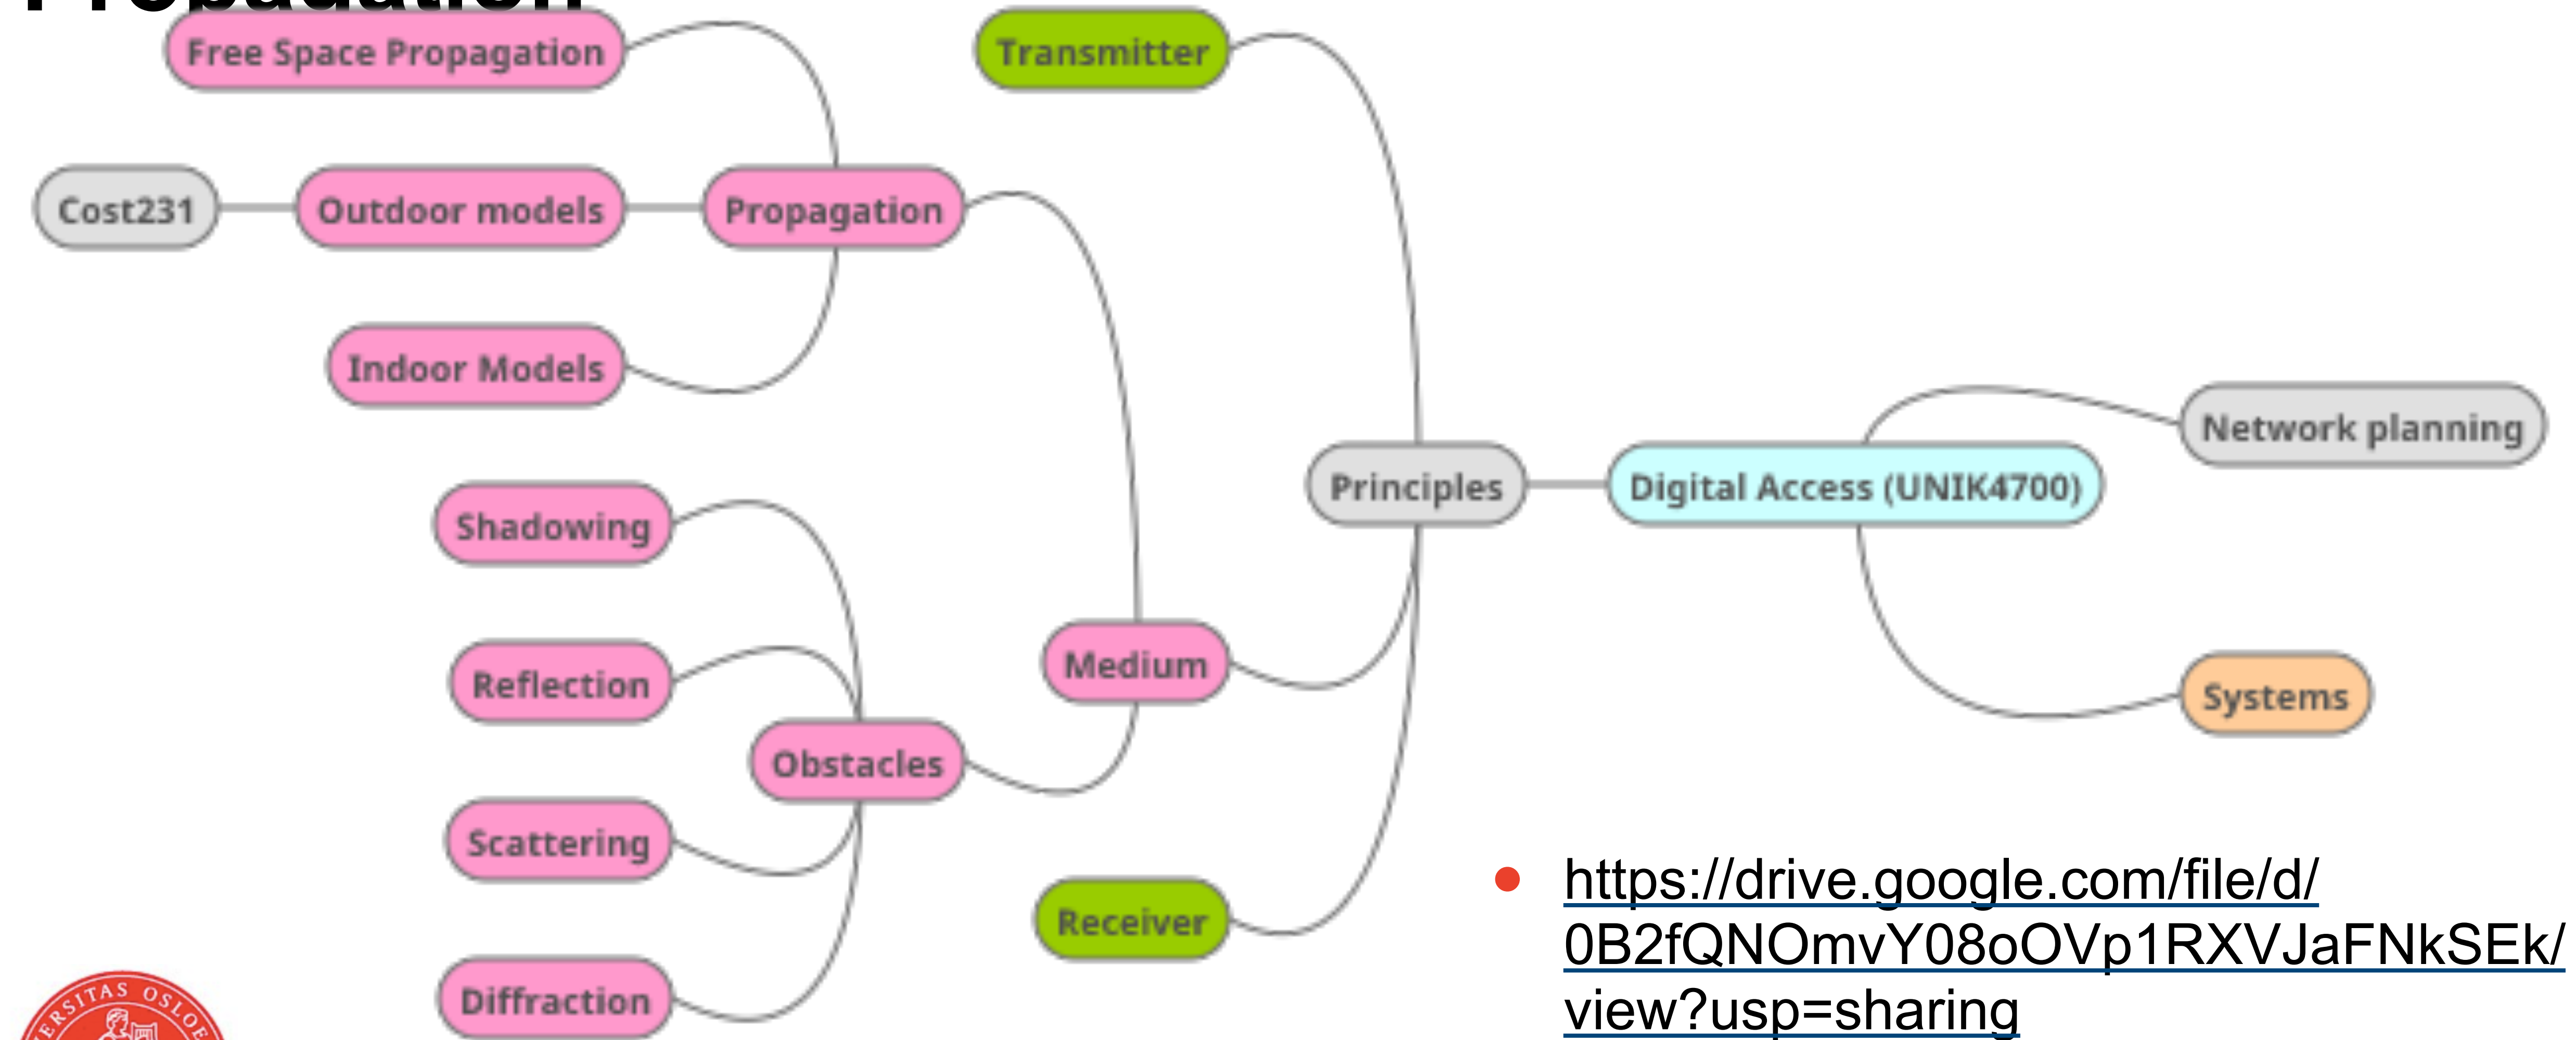 Propagation
Free Space Propagation
Transmitter
Cost231
Outdoor models
Propagation
Indoor Models
Network planning
Principles
Digital Access (UNIK4700)
Shadowing
Medium
Reflection
Systems
Obstacles
Scattering
Receiver
Diffraction
https://drive.google.com/file/d/
0B2fQNOmvY08oOVp1RXVJaFNkSEk/
view?usp=sharing